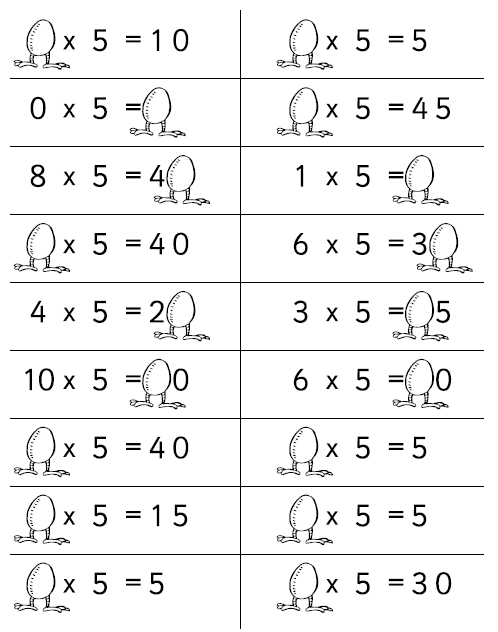 x 5 = 10
x 5 = 5
0 x 5 =
x 5 = 45
8 x 5 = 4
1 x 5 =
x 5 = 40
6 x 5 = 3
4 x 5 = 2
3 x 5 = 5
10 x 5 = 0
6 x 5 = 0
x 5 = 40
x 5 = 5
x 5 = 15
x 5 = 5
x 5 = 5
x 5 = 30